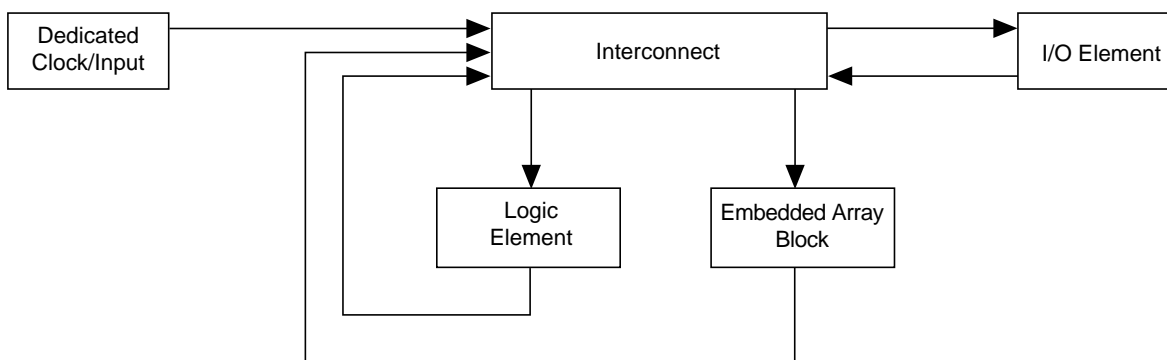 Dedicated
Clock/Input
Interconnect
I/O Element
Logic
Element
Embedded Array
Block